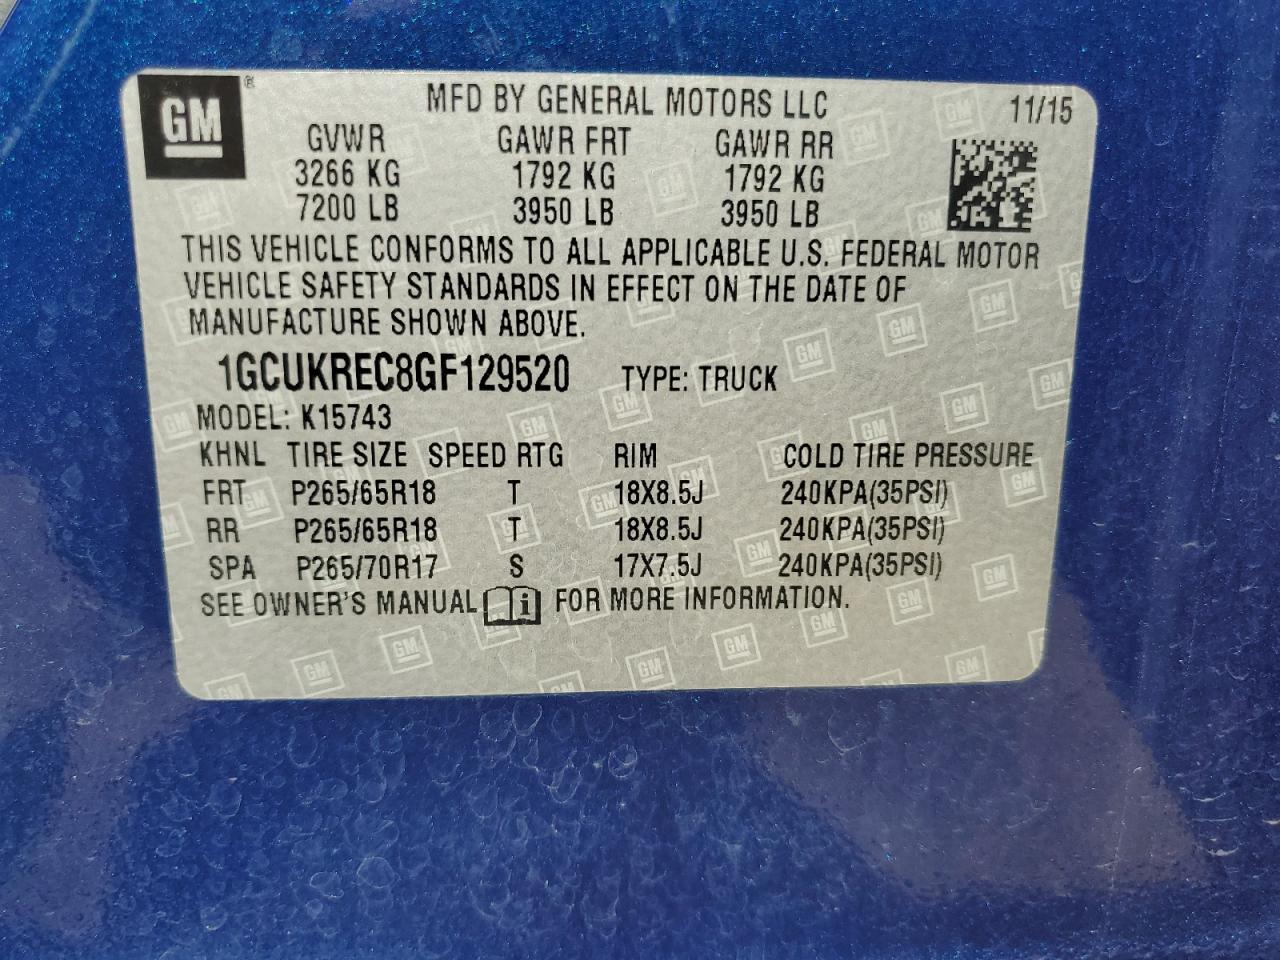 GM®
MFD BY GENERAL MOTORS LLC 11/15
GVWR GAWR FRT GAWR RR
3266 KG 1792 KG 1792 KG
7200 LB 3950 LB 3950 LB
THIS VEHICLE CONFORMS TO ALL APPLICABLE U.S. FEDERAL MOTOR
VEHICLE SAFETY STANDARDS IN EFFECT ON THE DATE OF
MANUFACTURE SHOWN ABOVE.
1GCUKREC8GF129520 TYPE: TRUCK
MODEL: K15743
KHNL TIRE SIZE SPEED RTG RIM COLD TIRE PRESSURE
FRT P265/65R18 T 18X8.5J 240KPA(35PSI)
RR P265/65R18 T 18X8.5J 240KPA(35PSI)
SPA P265/70R17 S 17X7.5J 240KPA(35PSI)
SEE OWNER'S MANUAL i FOR MORE INFORMATION.